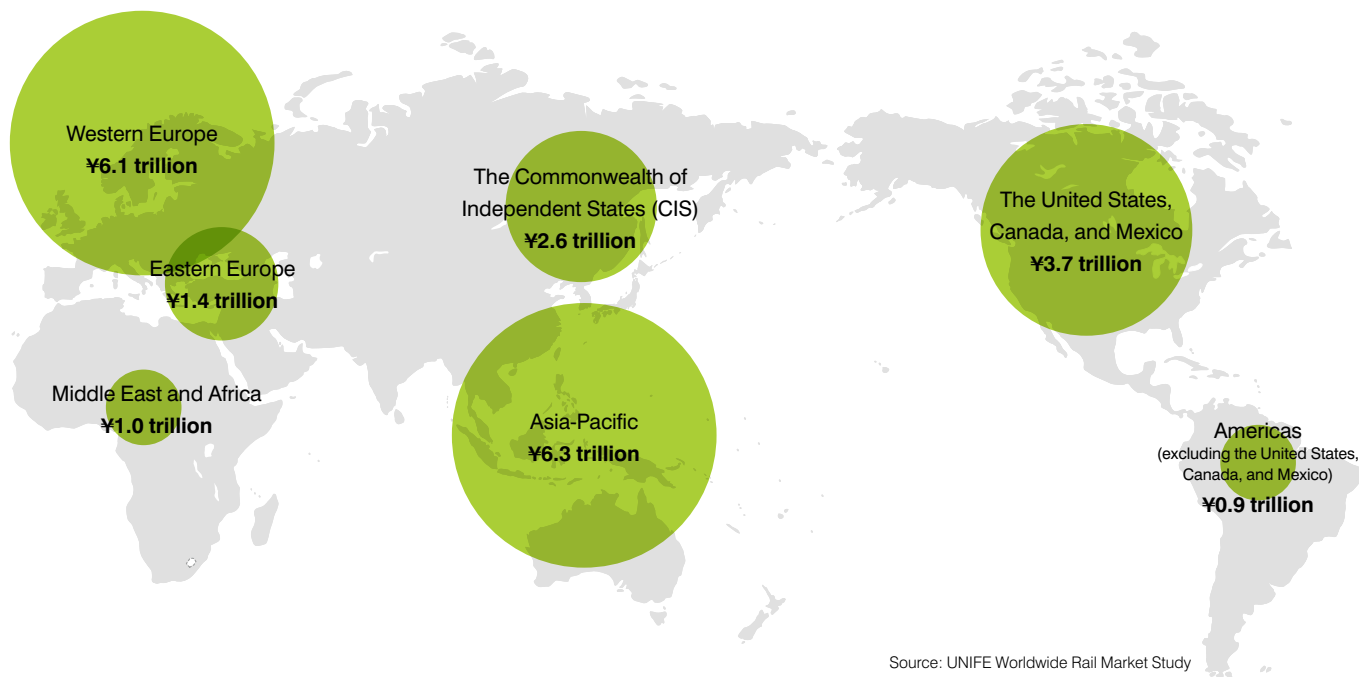 Western Europe
¥6.1 trillion
Eastern Europe
¥1.4 trillion
Middle East and Africa
¥1.0 trillion
The Commonwealth of
Independent States (CIS)
¥2.6 trillion
Asia-Pacific
¥6.3 trillion
The United States,
Canada, and Mexico
¥3.7 trillion
Americas
(excluding the United States,
Canada, and Mexico)
¥0.9 trillion
Source: UNIFE Worldwide Rail Market Study